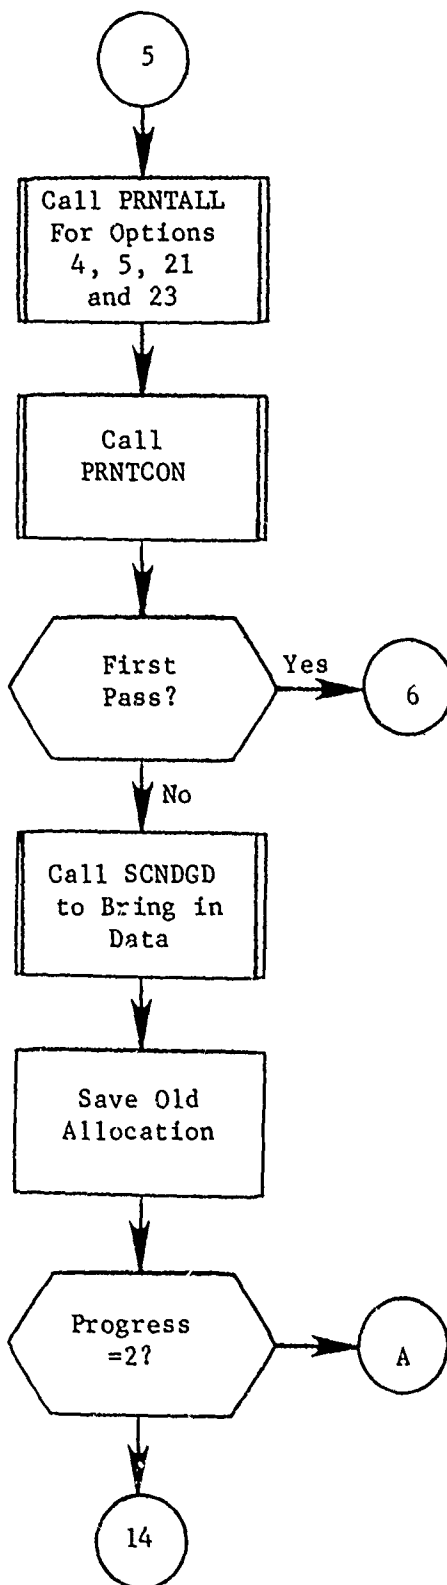 5
Call PRNTALL
For Options
4, 5, 21
and 23
Call
PRNTCON
First
Pass?
Yes
6
No
Call SCNDGD
to Bring in
Data
Save Old
Allocation
Progress
=2?
A
14